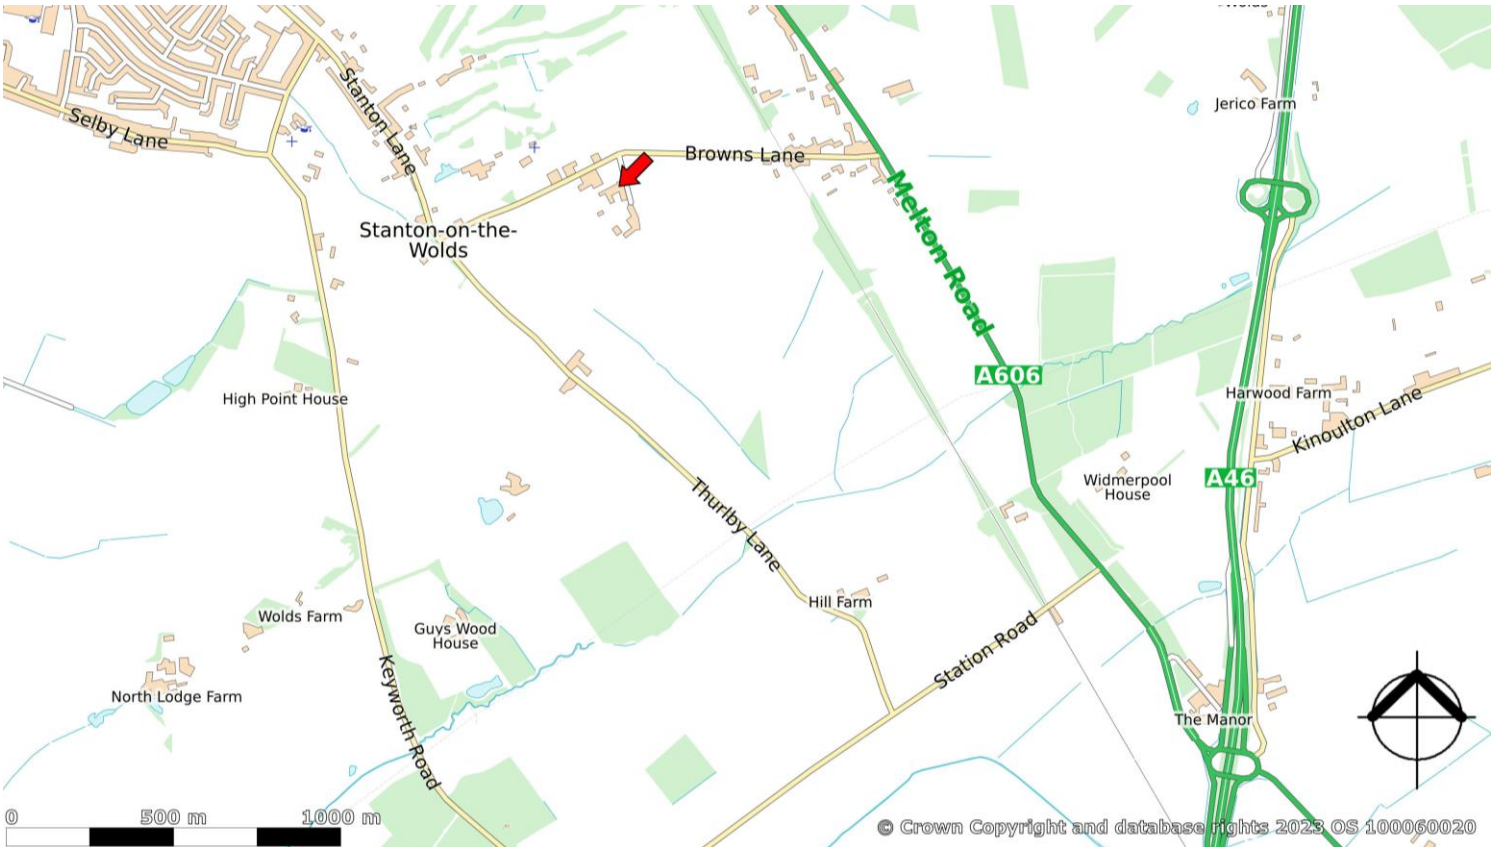 Wolds
Jerico Farm
Stanton Lane
Selby Lane
Browns Lane
Melton Road
Stanton-on-the-
Wolds
A606
High Point House
Harwood Farm
Kinoulton Lane
A46
Widmerpool
House
Thurlby Lane
Hill Farm
Wolds Farm
Guys Wood
House
Station Road
North Lodge Farm
Keyworth Road
The Manor
0 500 m 1000 m
© Crown Copyright and database rights 2023 OS 100060020